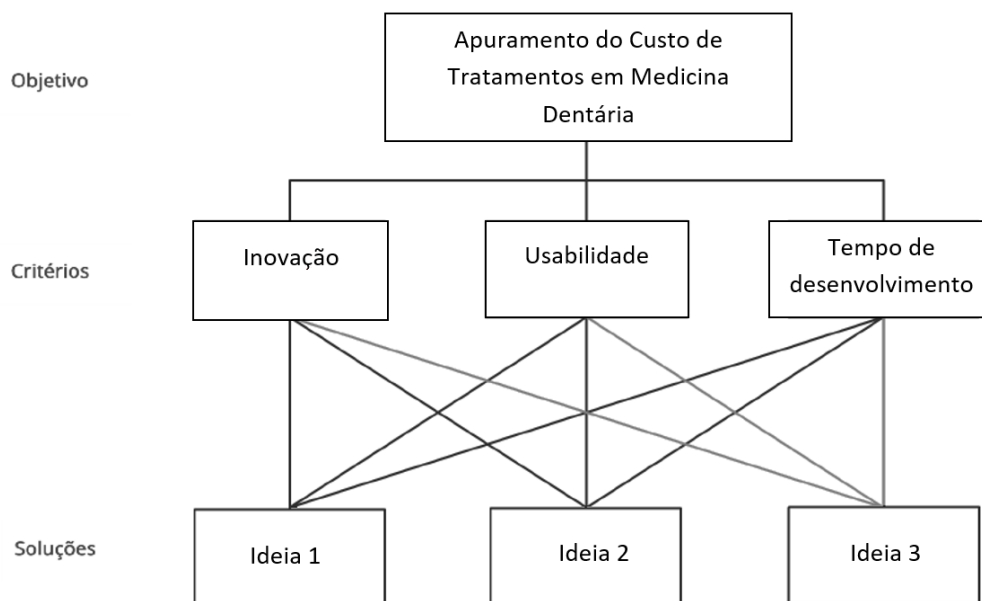 Objetivo
Apuramento do Custo de
Tratamentos em Medicina
Dentária
Critérios
Inovação
Usabilidade
Tempo de
desenvolvimento
Soluções
Ideia 1
Ideia 2
Ideia 3